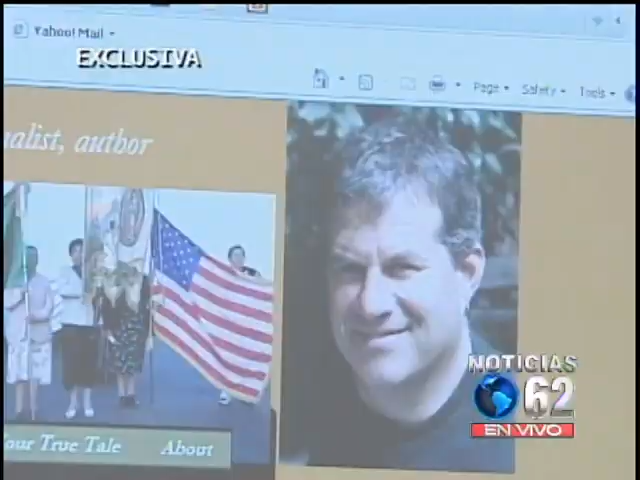 Yahoo! Mail
EXCLUSIVA
Page
Safety
Tools
nalist, author
NOTICIAS
62
EN VIVO
our True Tale
About